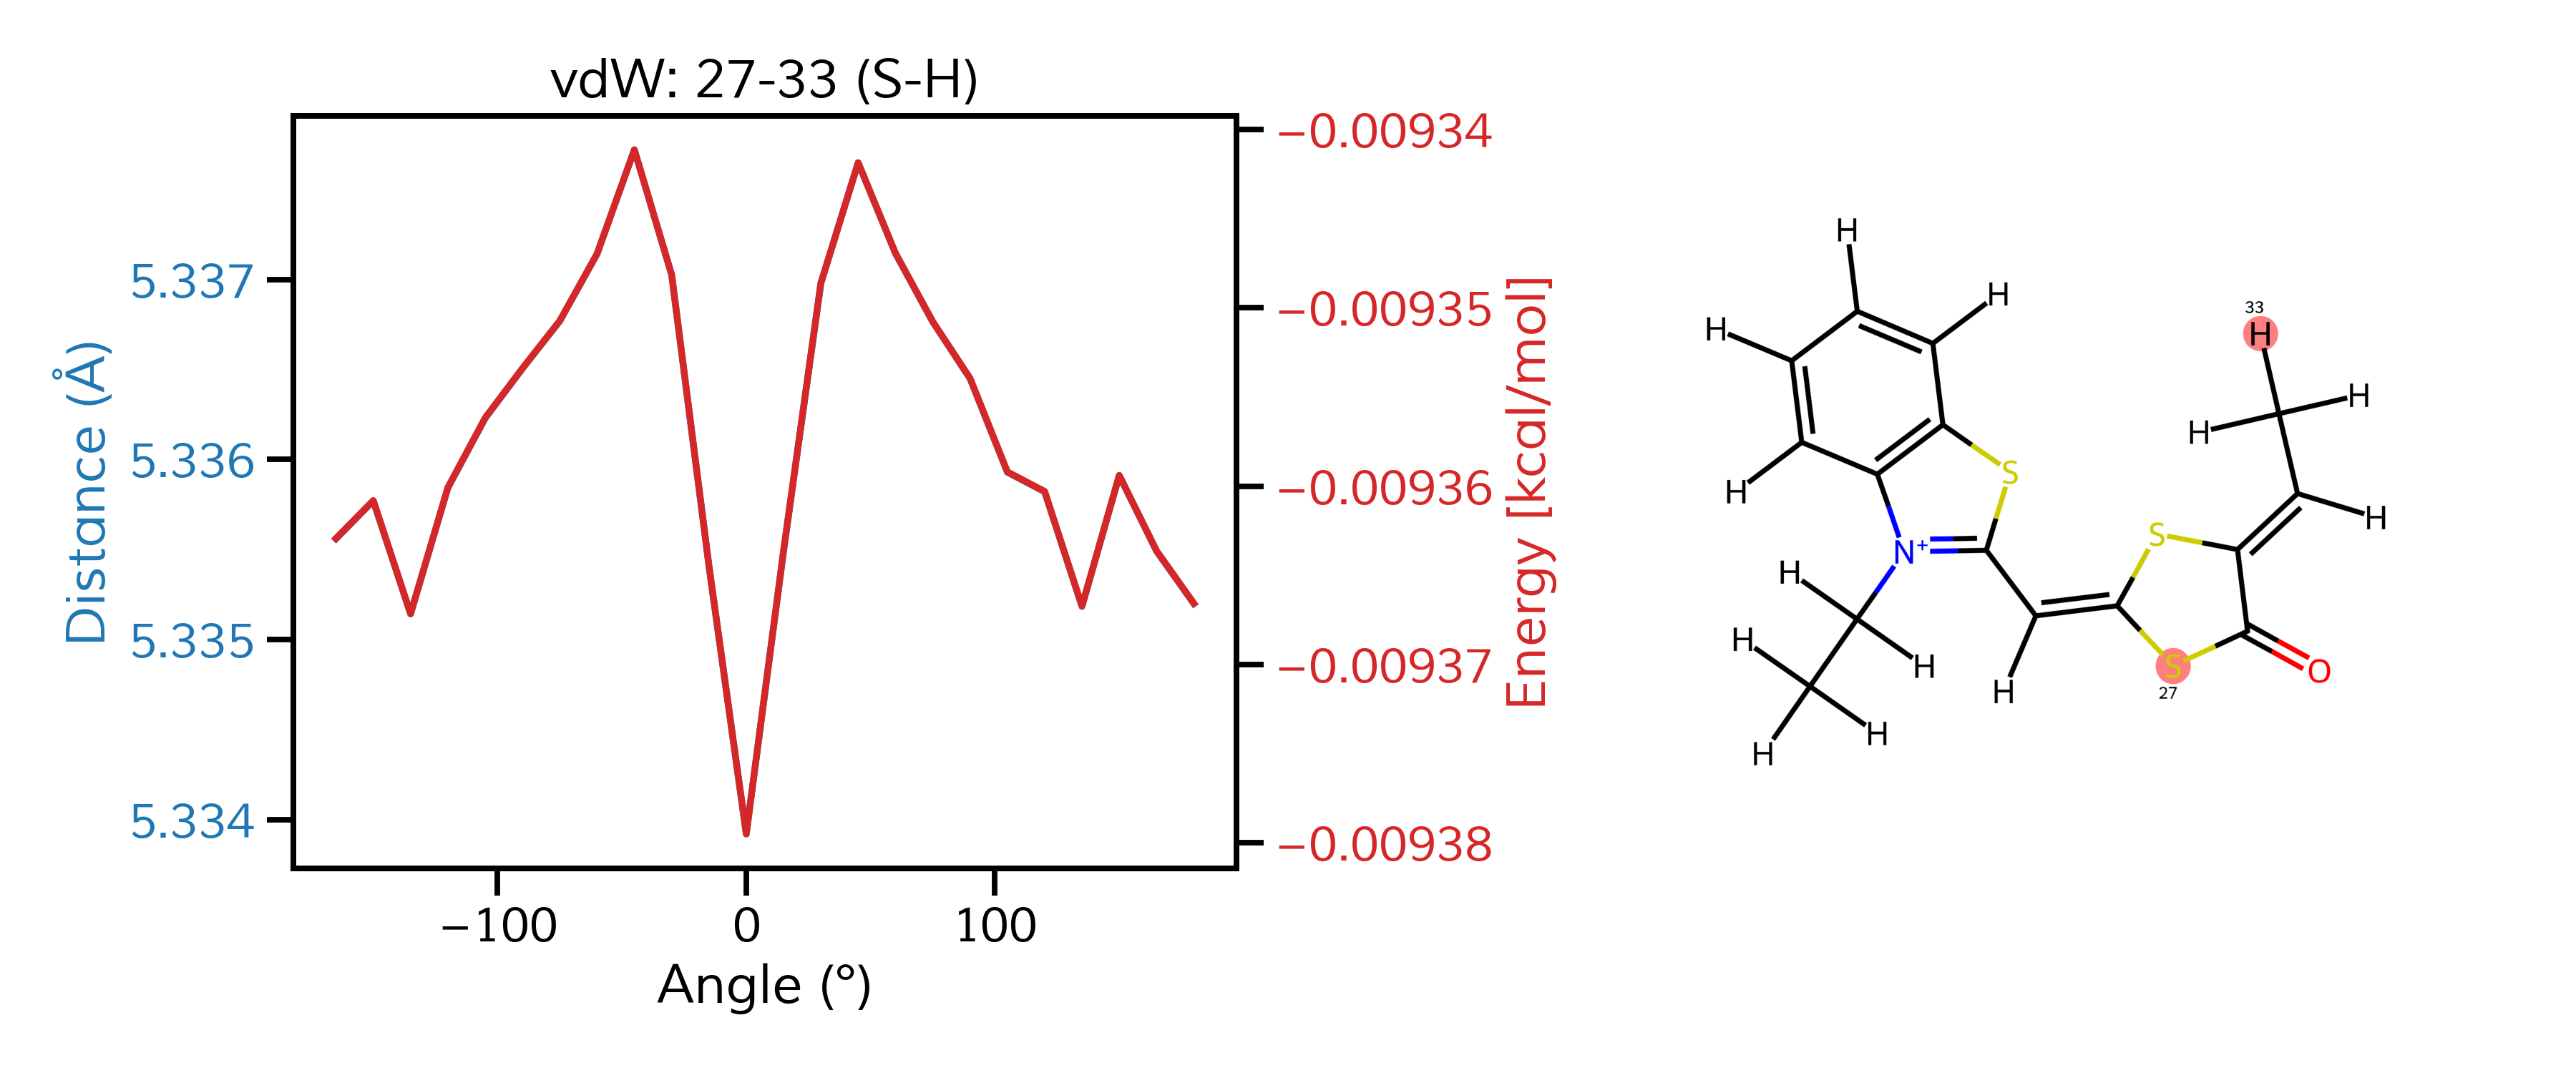 vdW: 27-33 (S-H)
Distance (Å)
5.337
5.336
5.335
5.334
−100
0
100
Angle (°)
−0.00934
−0.00935
−0.00936
−0.00937
−0.00938
Energy [kcal/mol]
H
H
H
33
H
H
H
S
H
H
S
N+
H
H
H
H
S
27
O
H
H
H